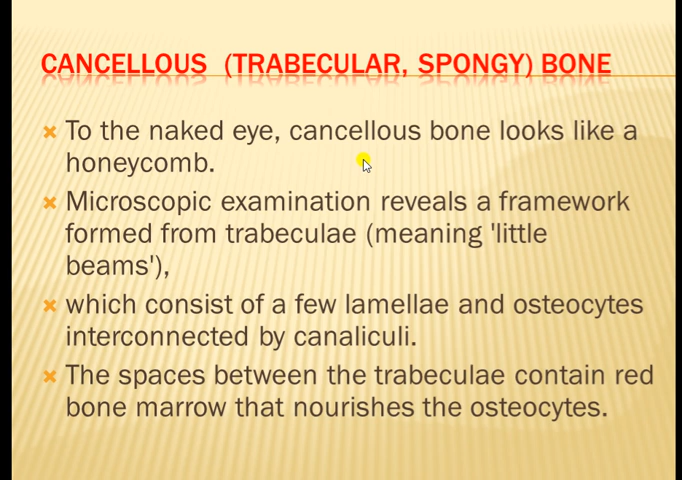 CANCELLOUS (TRABECULAR, SPONGY) BONE
To the naked eye, cancellous bone looks like a
honeycomb.
Microscopic examination reveals a framework
formed from trabeculae (meaning 'little
beams'),
which consist of a few lamellae and osteocytes
interconnected by canaliculi.
The spaces between the trabeculae contain red
bone marrow that nourishes the osteocytes.